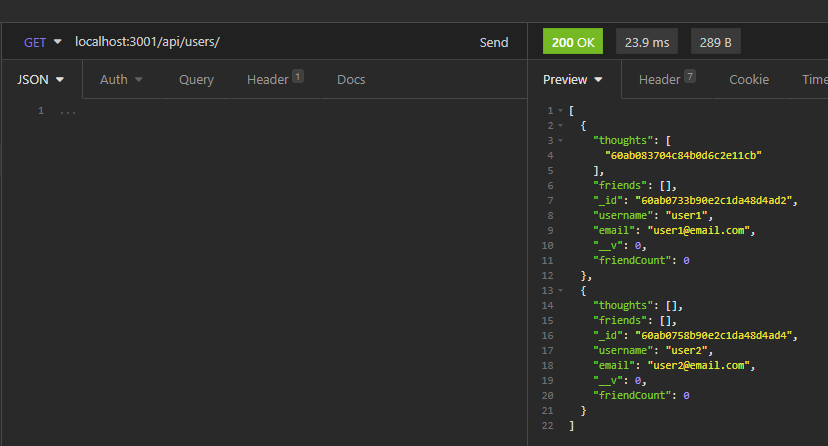 GET localhost:3001/api/users/ Send
200 OK 23.9 ms 289 B
JSON Auth Query Header 1 Docs
Preview Header 7 Cookie Time
1 ...
1 [
2 {
3 "thoughts": [
4 "60ab083704c84b0d6c2e11cb"
5 ],
6 "friends": [],
7 "_id": "60ab0733b90e2c1da48d4ad2",
8 "username": "user1",
9 "email": "user1@email.com",
10 "__v": 0,
11 "friendCount": 0
12 },
13 {
14 "thoughts": [],
15 "friends": [],
16 "_id": "60ab0758b90e2c1da48d4ad4",
17 "username": "user2",
18 "email": "user2@email.com",
19 "__v": 0,
20 "friendCount": 0
21 }
22 ]